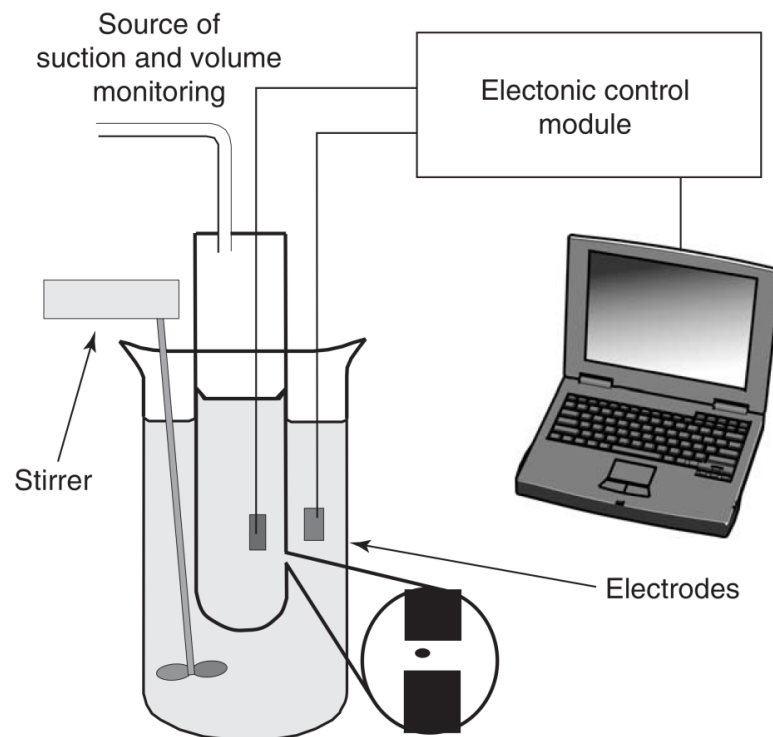 Source of
suction and volume
monitoring
Electonic control
module
Stirrer
Electrodes